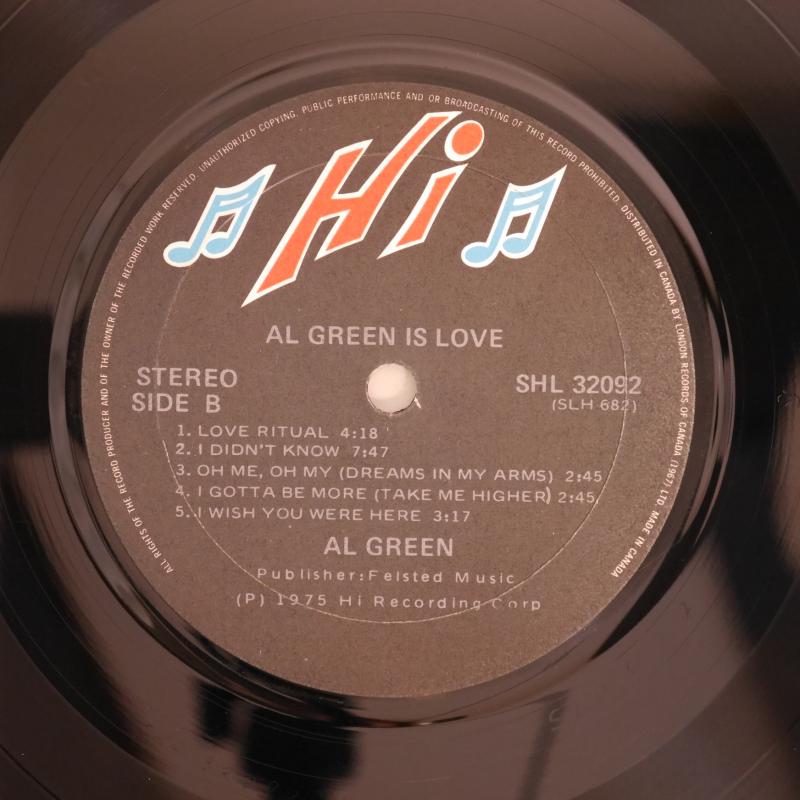 ALL RIGHTS OF THE RECORD PRODUCER AND OF THE OWNER OF THE RECORDED WORK RESERVED. UNAUTHORIZED COPYING, PUBLIC PERFORMANCE AND OR BROADCASTING OF THIS RECORD PROHIBITED. DISTRIBUTED IN CANADA BY LONDON RECORDS OF CANADA (1967) LTD. MADE IN CANADA
Hi
AL GREEN IS LOVE
STEREO SHL 32092
SIDE B (SLH 682)
1. LOVE RITUAL 4:18
2. I DIDN'T KNOW 7:47
3. OH ME, OH MY (DREAMS IN MY ARMS) 2:45
4. I GOTTA BE MORE (TAKE ME HIGHER) 2:45
5. I WISH YOU WERE HERE 3:17
AL GREEN
Publisher:Felsted Music
(P) 1975 Hi Recording Corp